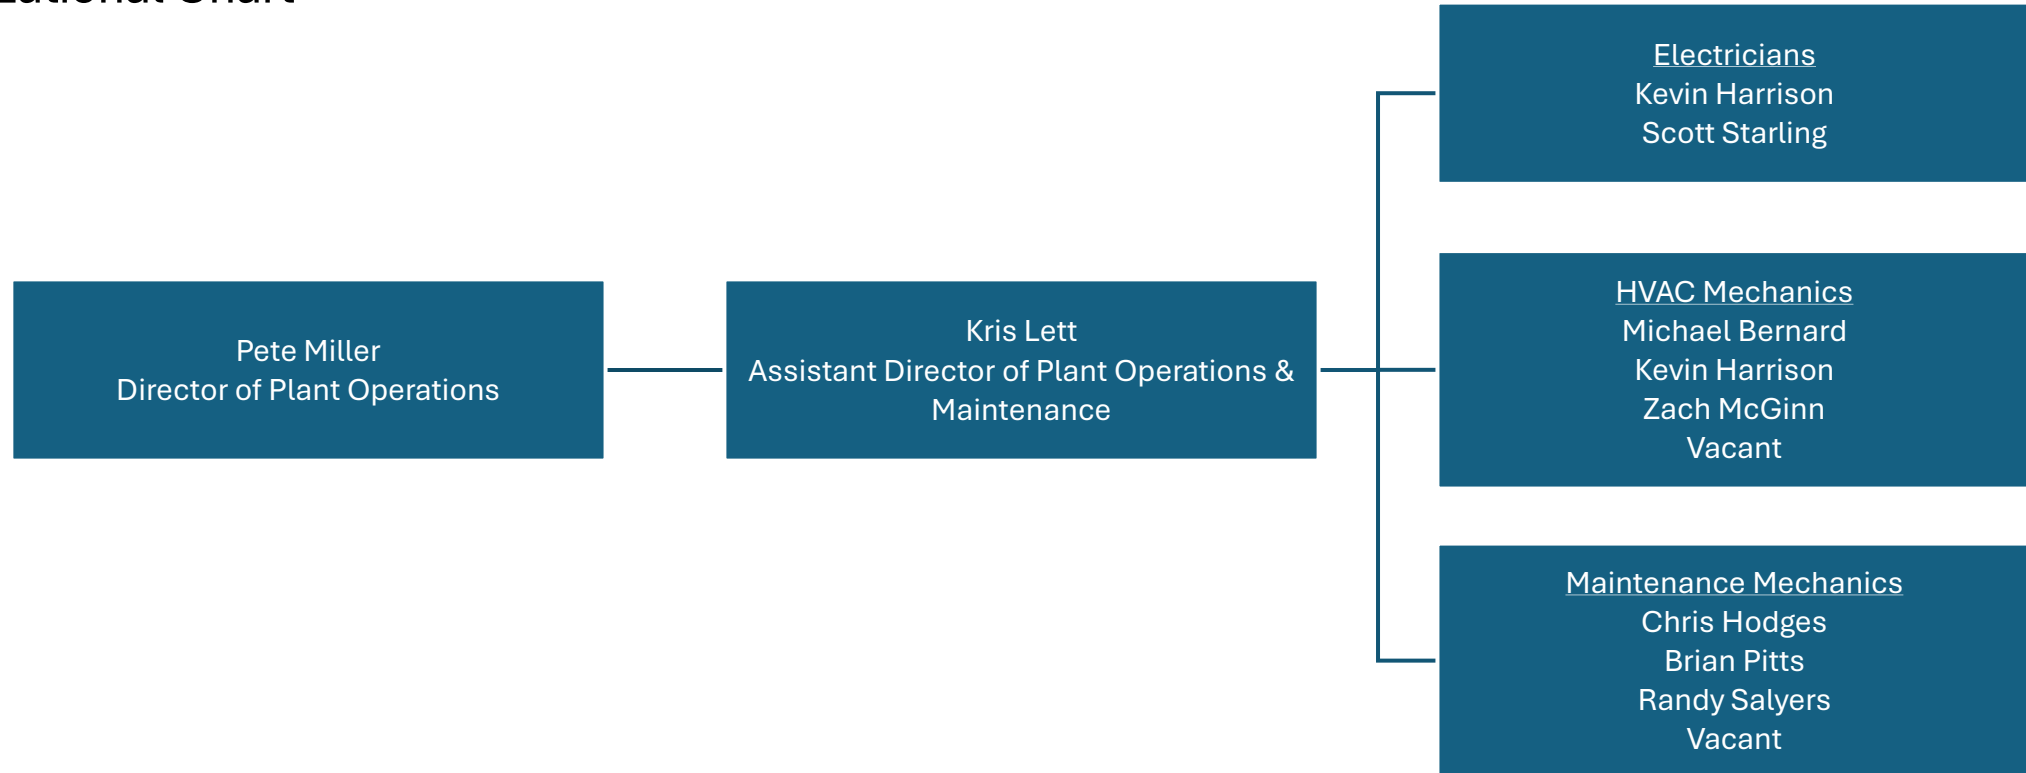 Chart
Pete Miller
Director of Plant Operations
Kris Lett
Assistant Director of Plant Operations &
Maintenance
Electricians
Kevin Harrison
Scott Starling
HVAC Mechanics
Michael Bernard
Kevin Harrison
Zach McGinn
Vacant
Maintenance Mechanics
Chris Hodges
Brian Pitts
Randy Salyers
Vacant